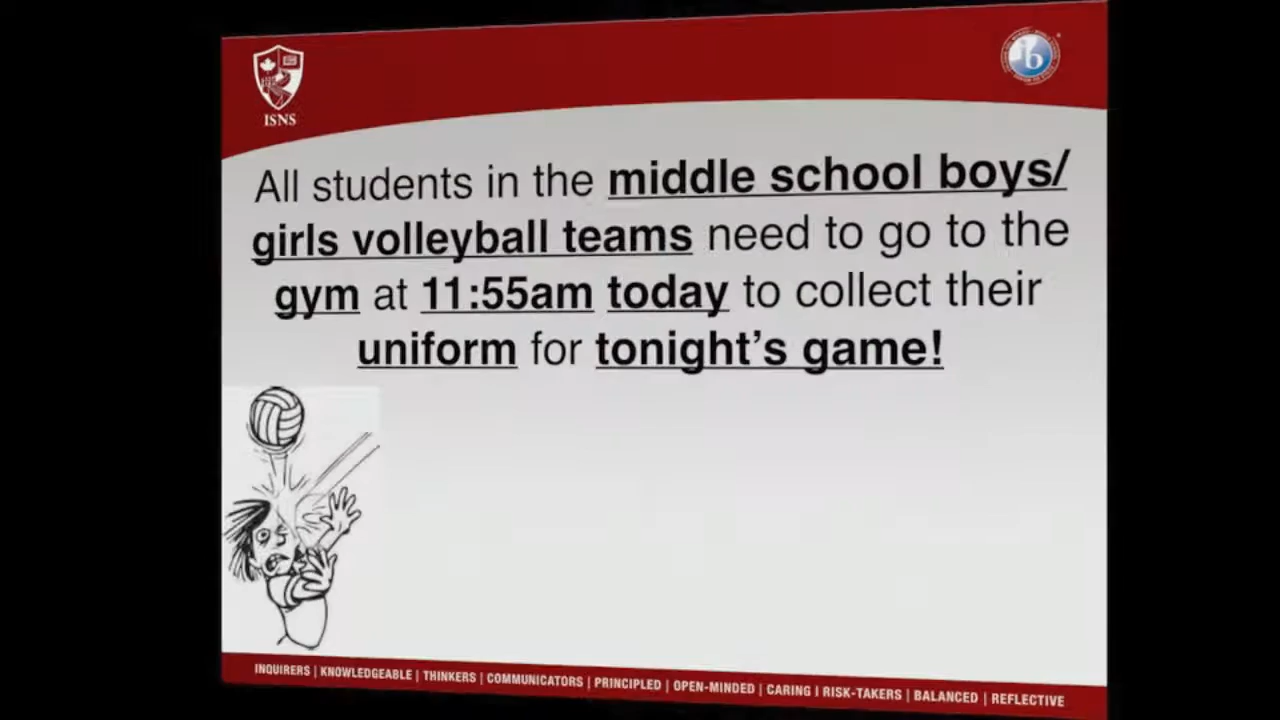 ISNS
ib
All students in the middle school boys/
girls volleyball teams need to go to the
gym at 11:55am today to collect their
uniform for tonight's game!
INQUIRERS | KNOWLEDGEABLE | THINKERS | COMMUNICATORS | PRINCIPLED | OPEN-MINDED | CARING I RISK-TAKERS | BALANCED | REFLECTIVE